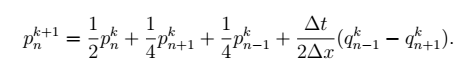 $p_n^{k+1} = \frac{1}{2}p_n^k + \frac{1}{4}p_{n+1}^k + \frac{1}{4}p_{n-1}^k + \frac{\Delta t}{2\Delta x}(q_{n-1}^k - q_{n+1}^k).$